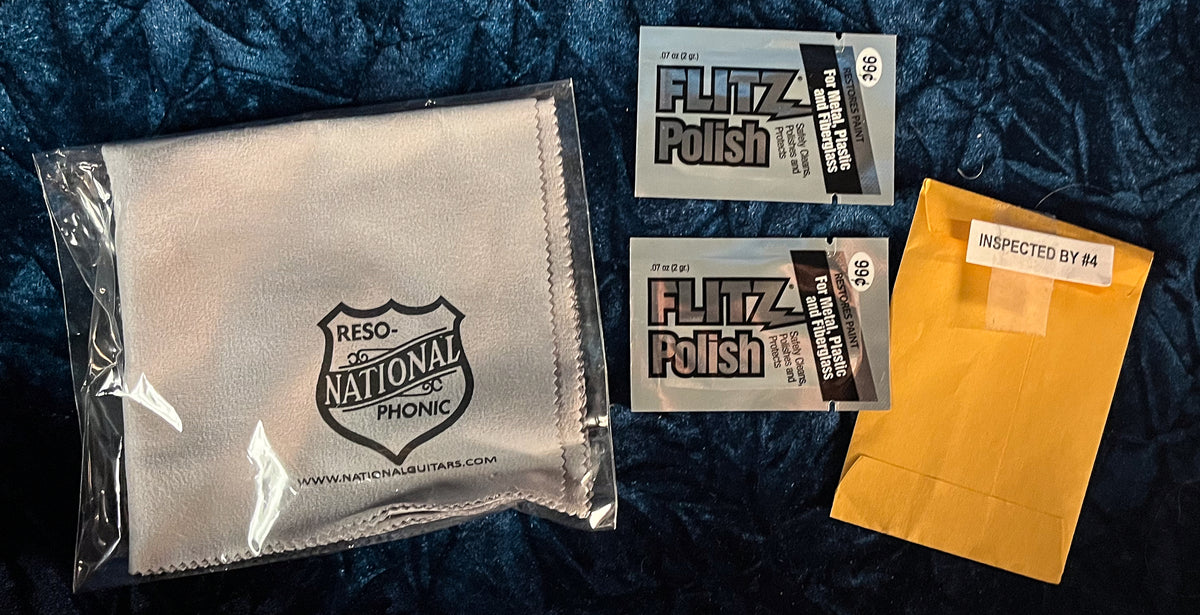 RESO-
NATIONAL
PHONIC
WWW.NATIONALGUITARS.COM
.07 oz (2 gr.)
FLITZ®
Polish
Safely Cleans,
Polishes and
Protects
For Metal, Plastic
and Fiberglass
RESTORES PAINT
99¢
.07 oz (2 gr.)
FLITZ®
Polish
Safely Cleans,
Polishes and
Protects
For Metal, Plastic
and Fiberglass
RESTORES PAINT
99¢
INSPECTED BY #4